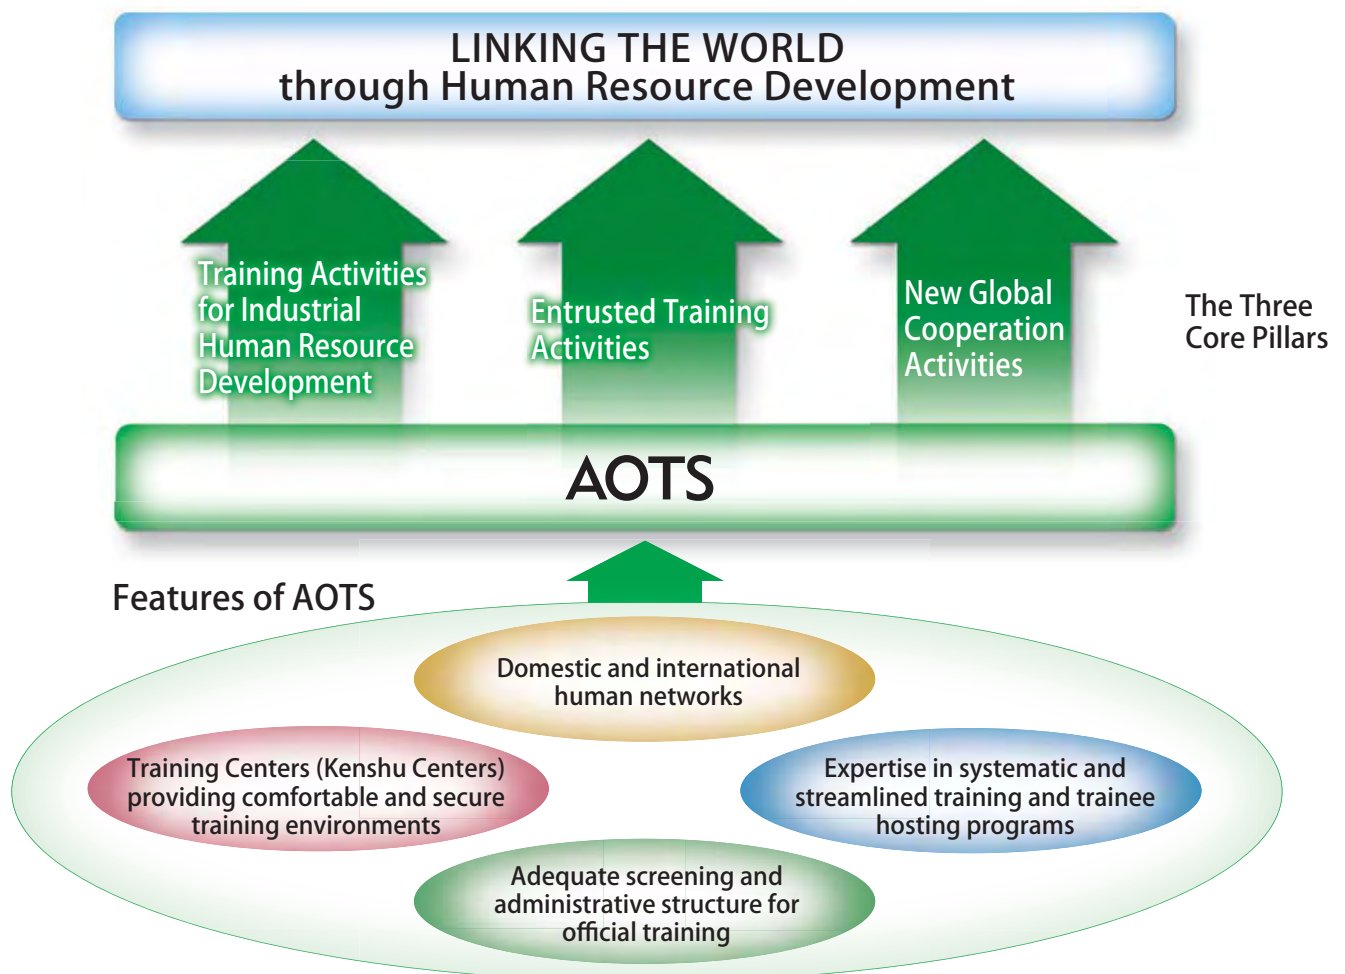 LINKING THE WORLD
through Human Resource Development
Training Activities
for Industrial
Human Resource
Development
Entrusted Training
Activities
New Global
Cooperation
Activities
The Three
Core Pillars
AOTS
Features of AOTS
Domestic and international
human networks
Training Centers (Kenshu Centers)
providing comfortable and secure
training environments
Expertise in systematic and
streamlined training and trainee
hosting programs
Adequate screening and
administrative structure for
official training